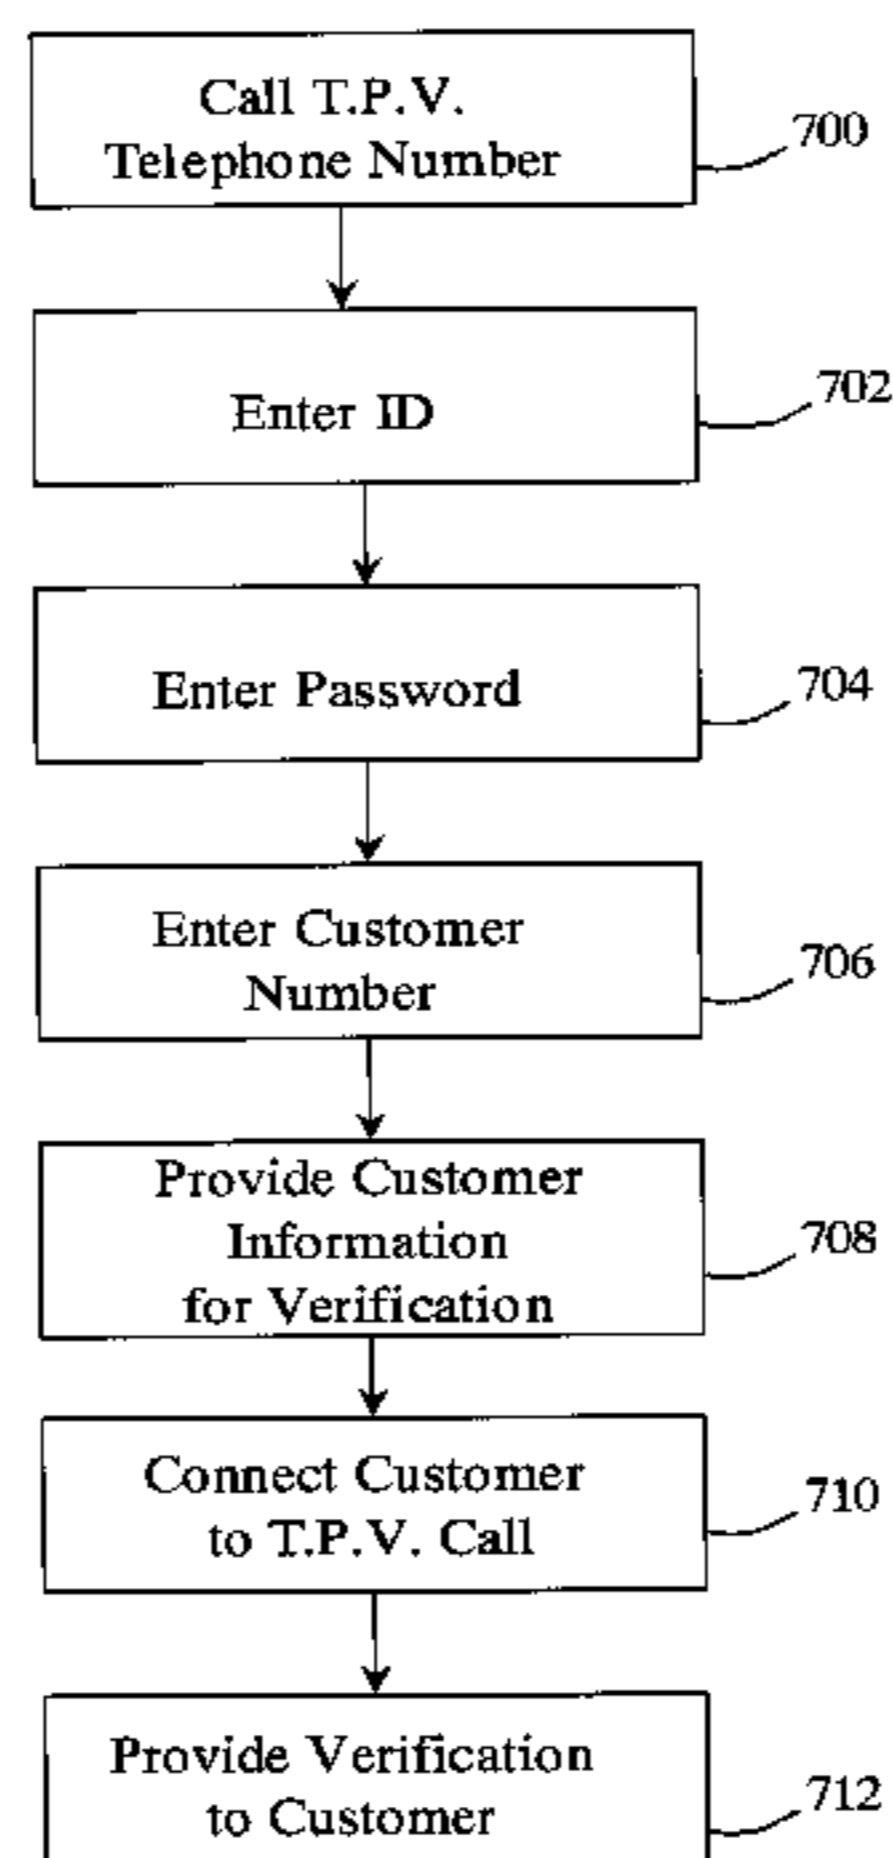 Call T.P.V.
Telephone Number
700
Enter ID
702
Enter Password
704
Enter Customer
Number
706
Provide Customer
Information
for Verification
708
Connect Customer
to T.P.V. Call
710
Provide Verification
to Customer
712